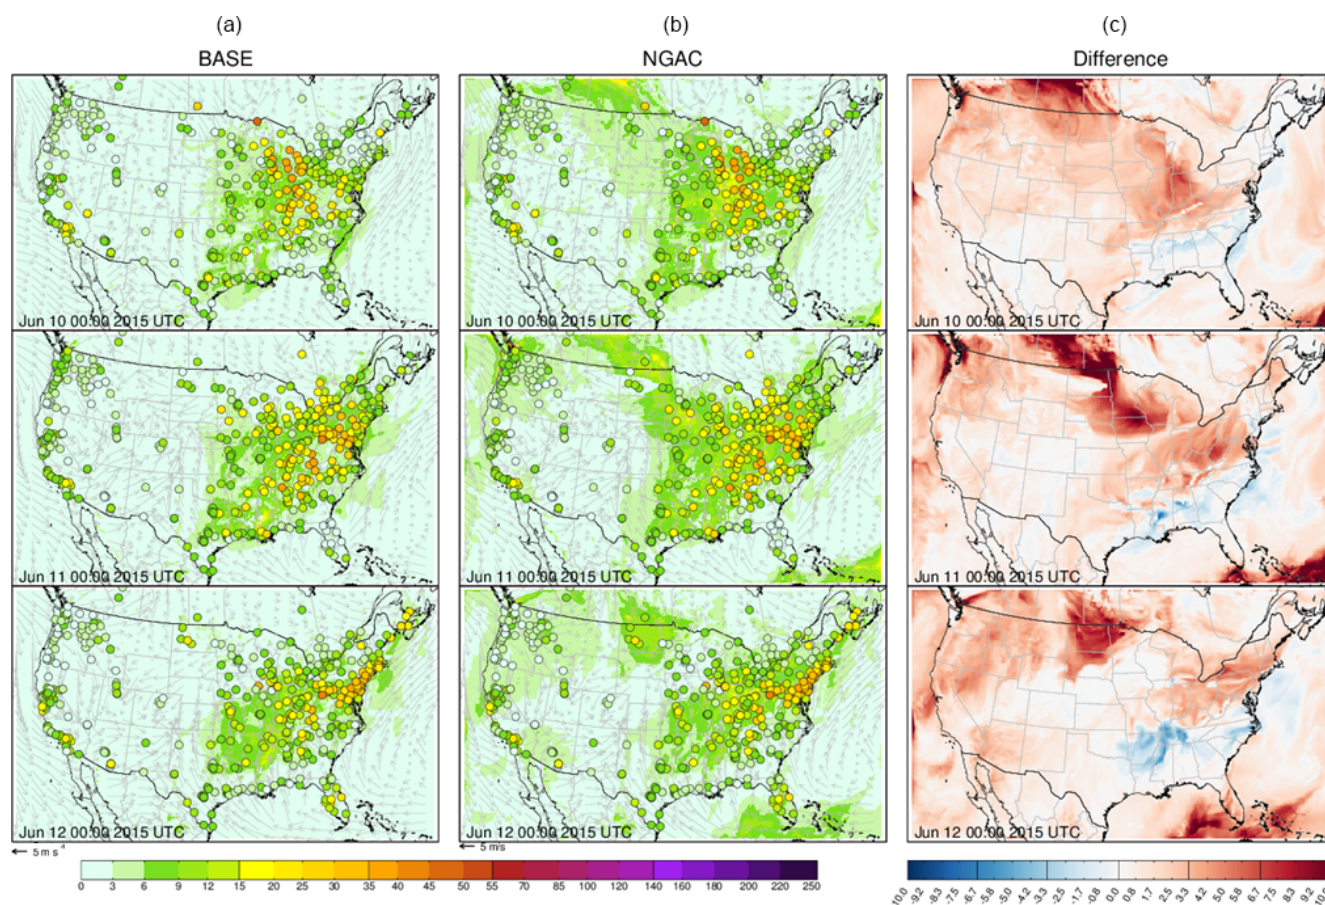 (a) (b) (c)
BASE NGAC Difference
Jun 10 00:00 2015 UTC Jun 10 00:00 2015 UTC Jun 10 00:00 2015 UTC
Jun 11 00:00 2015 UTC Jun 11 00:00 2015 UTC Jun 11 00:00 2015 UTC
Jun 12 00:00 2015 UTC Jun 12 00:00 2015 UTC Jun 12 00:00 2015 UTC
5 m s 5 m/s
0 3 6 9 12 15 20 25 30 35 40 45 50 55 70 85 100 120 140 160 180 200 220 250
-10.0 -9.2 -8.3 -7.5 -6.7 -5.8 -5.0 -4.2 -3.3 -2.5 -1.7 -0.8 0.0 0.8 1.7 2.5 3.3 4.2 5.0 5.8 6.7 7.5 8.3 9.2 10.0